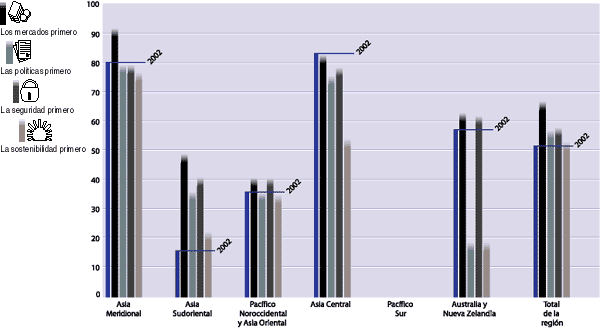 Los mercados primero
Las políticas primero
La seguridad primero
La sostenibilidad primero
100
90
80
70
60
50
40
30
20
10
0
2002
2002
2002
2002
2002
2002
Asia
Meridional
Asia
Sudoriental
Pacífico
Noroccidental
y Asia Oriental
Asia Central
Pacífico
Sur
Australia y
Nueva Zelandia
Total
de la
región